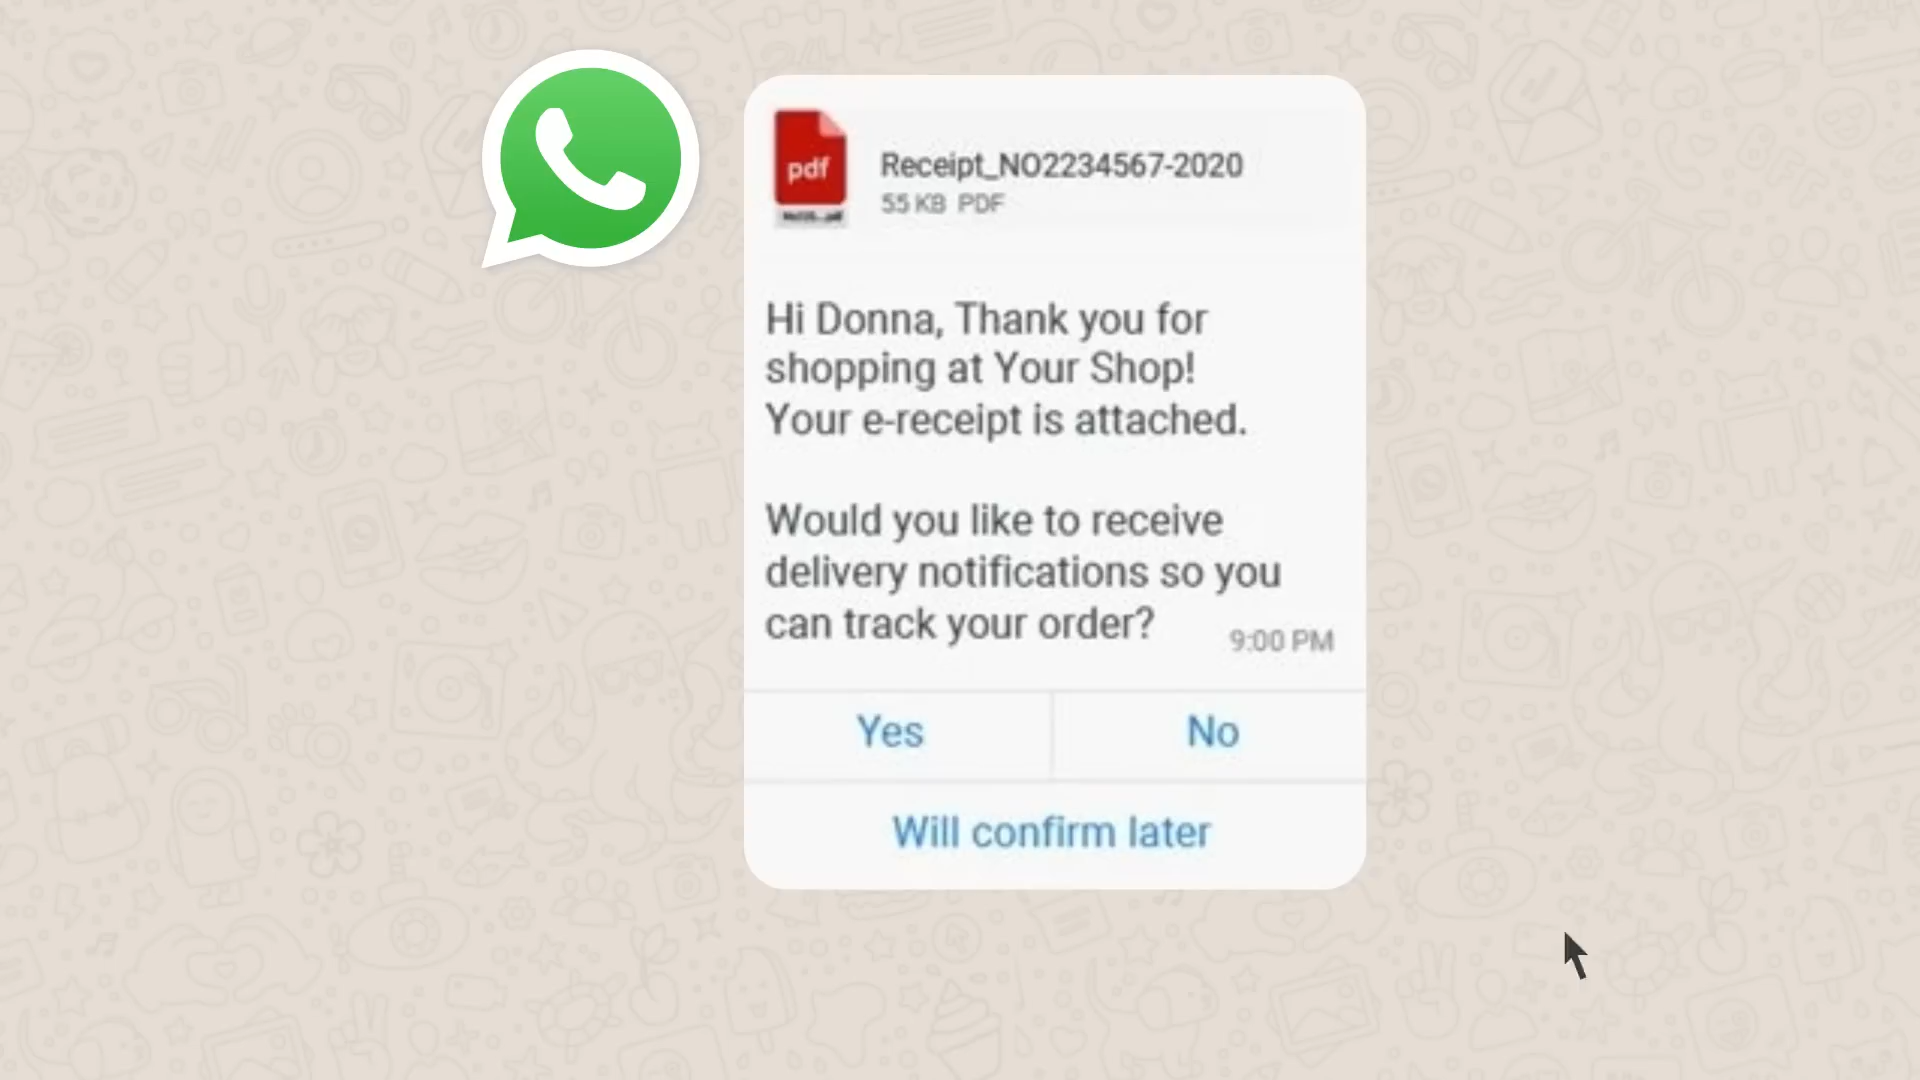 pdf
Receipt_NO2234567-2020
55 KB PDF
Hi Donna, Thank you for
shopping at Your Shop!
Your e-receipt is attached.
Would you like to receive
delivery notifications so you
can track your order?
9:00 PM
Yes
No
Will confirm later